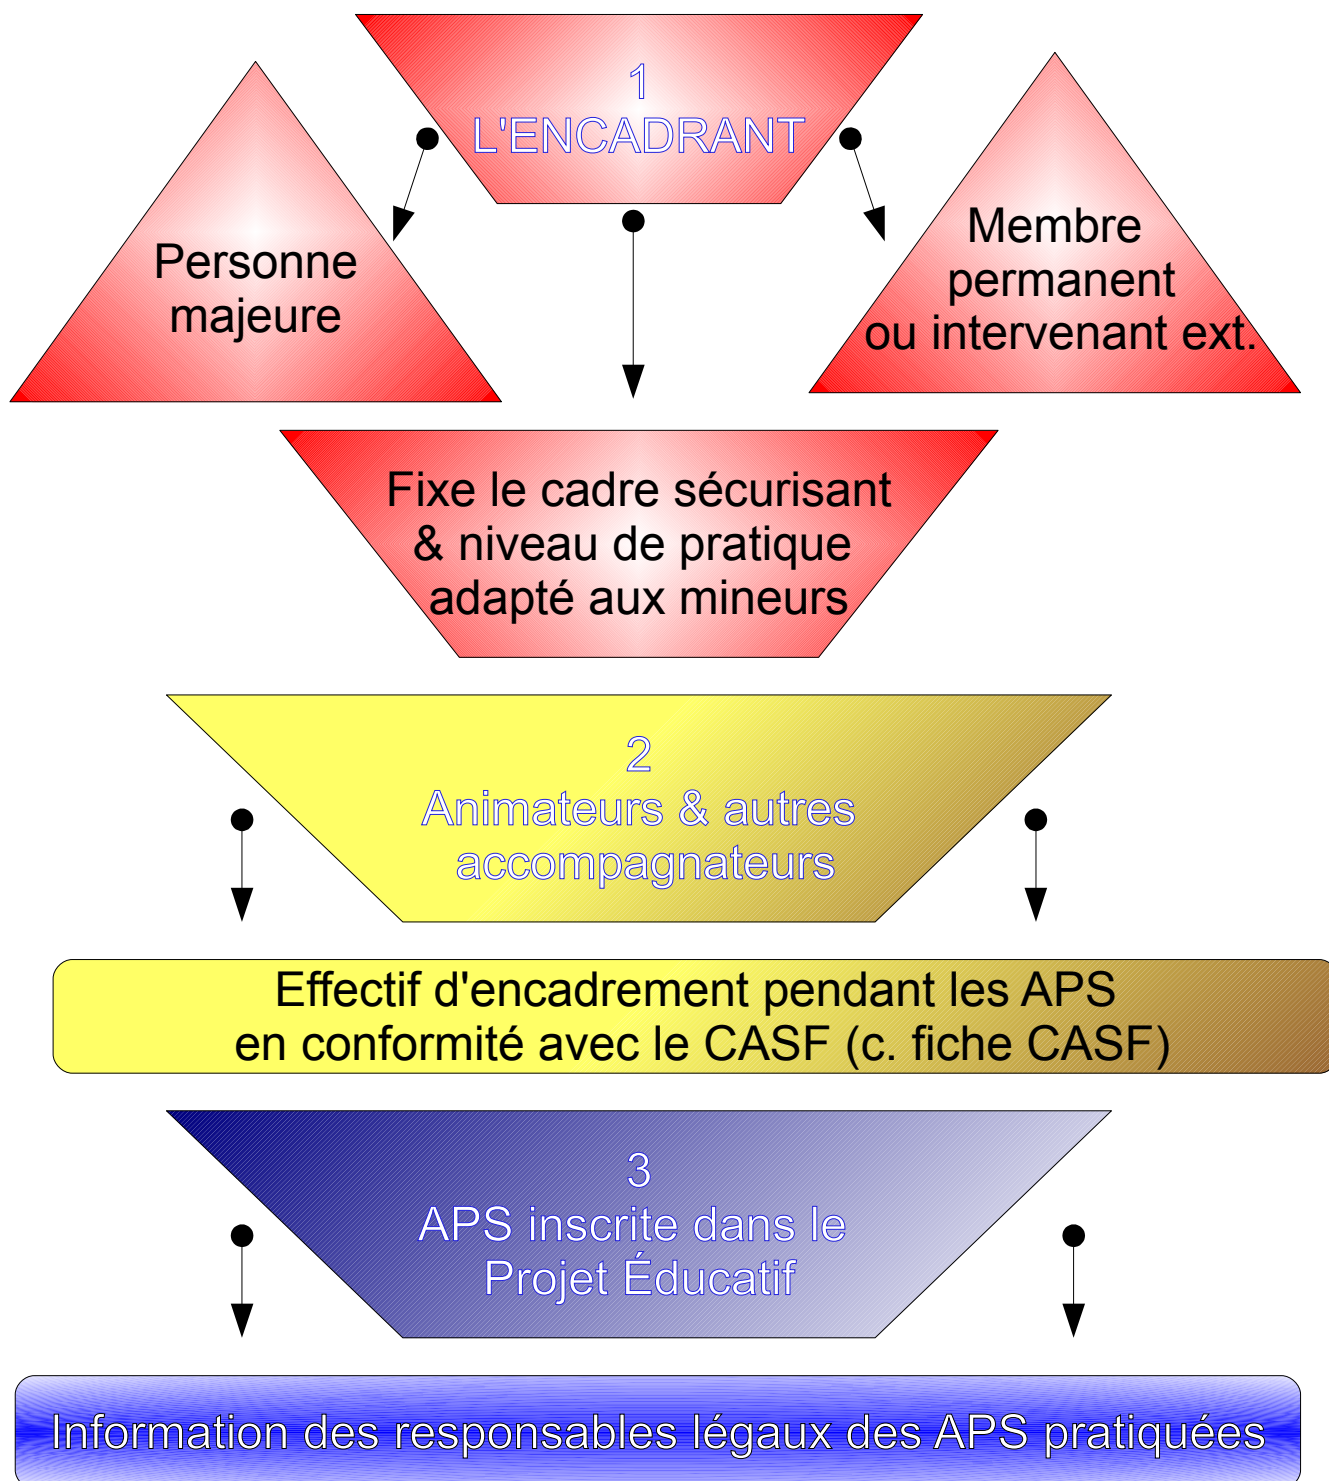 1
L'ENCADRANT
Personne
majeure
Membre
permanent
ou intervenant ext.
Fixe le cadre sécurisant
& niveau de pratique
adapté aux mineurs
2
Animateurs & autres
accompagnateurs
Effectif d'encadrement pendant les APS
en conformité avec le CASF (c. fiche CASF)
3
APS inscrite dans le
Projet Éducatif
Information des responsables légaux des APS pratiquées